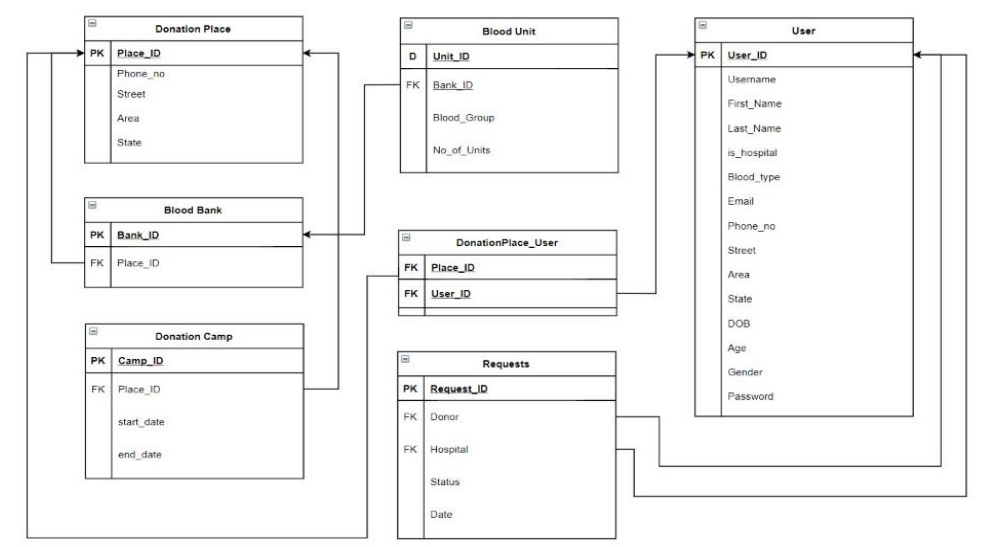 Donation Place
PK Place_ID
Phone_no
Street
Area
State
Blood Bank
PK Bank_ID
FK Place_ID
Donation Camp
PK Camp_ID
FK Place_ID
start_date
end_date
Blood Unit
D Unit_ID
FK Bank_ID
Blood_Group
No_of_Units
DonationPlace_User
FK Place_ID
FK User_ID
Requests
PK Request_ID
FK Donor
FK Hospital
Status
Date
User
PK User_ID
Username
First_Name
Last_Name
is_hospital
Blood_type
Email
Phone_no
Street
Area
State
DOB
Age
Gender
Password